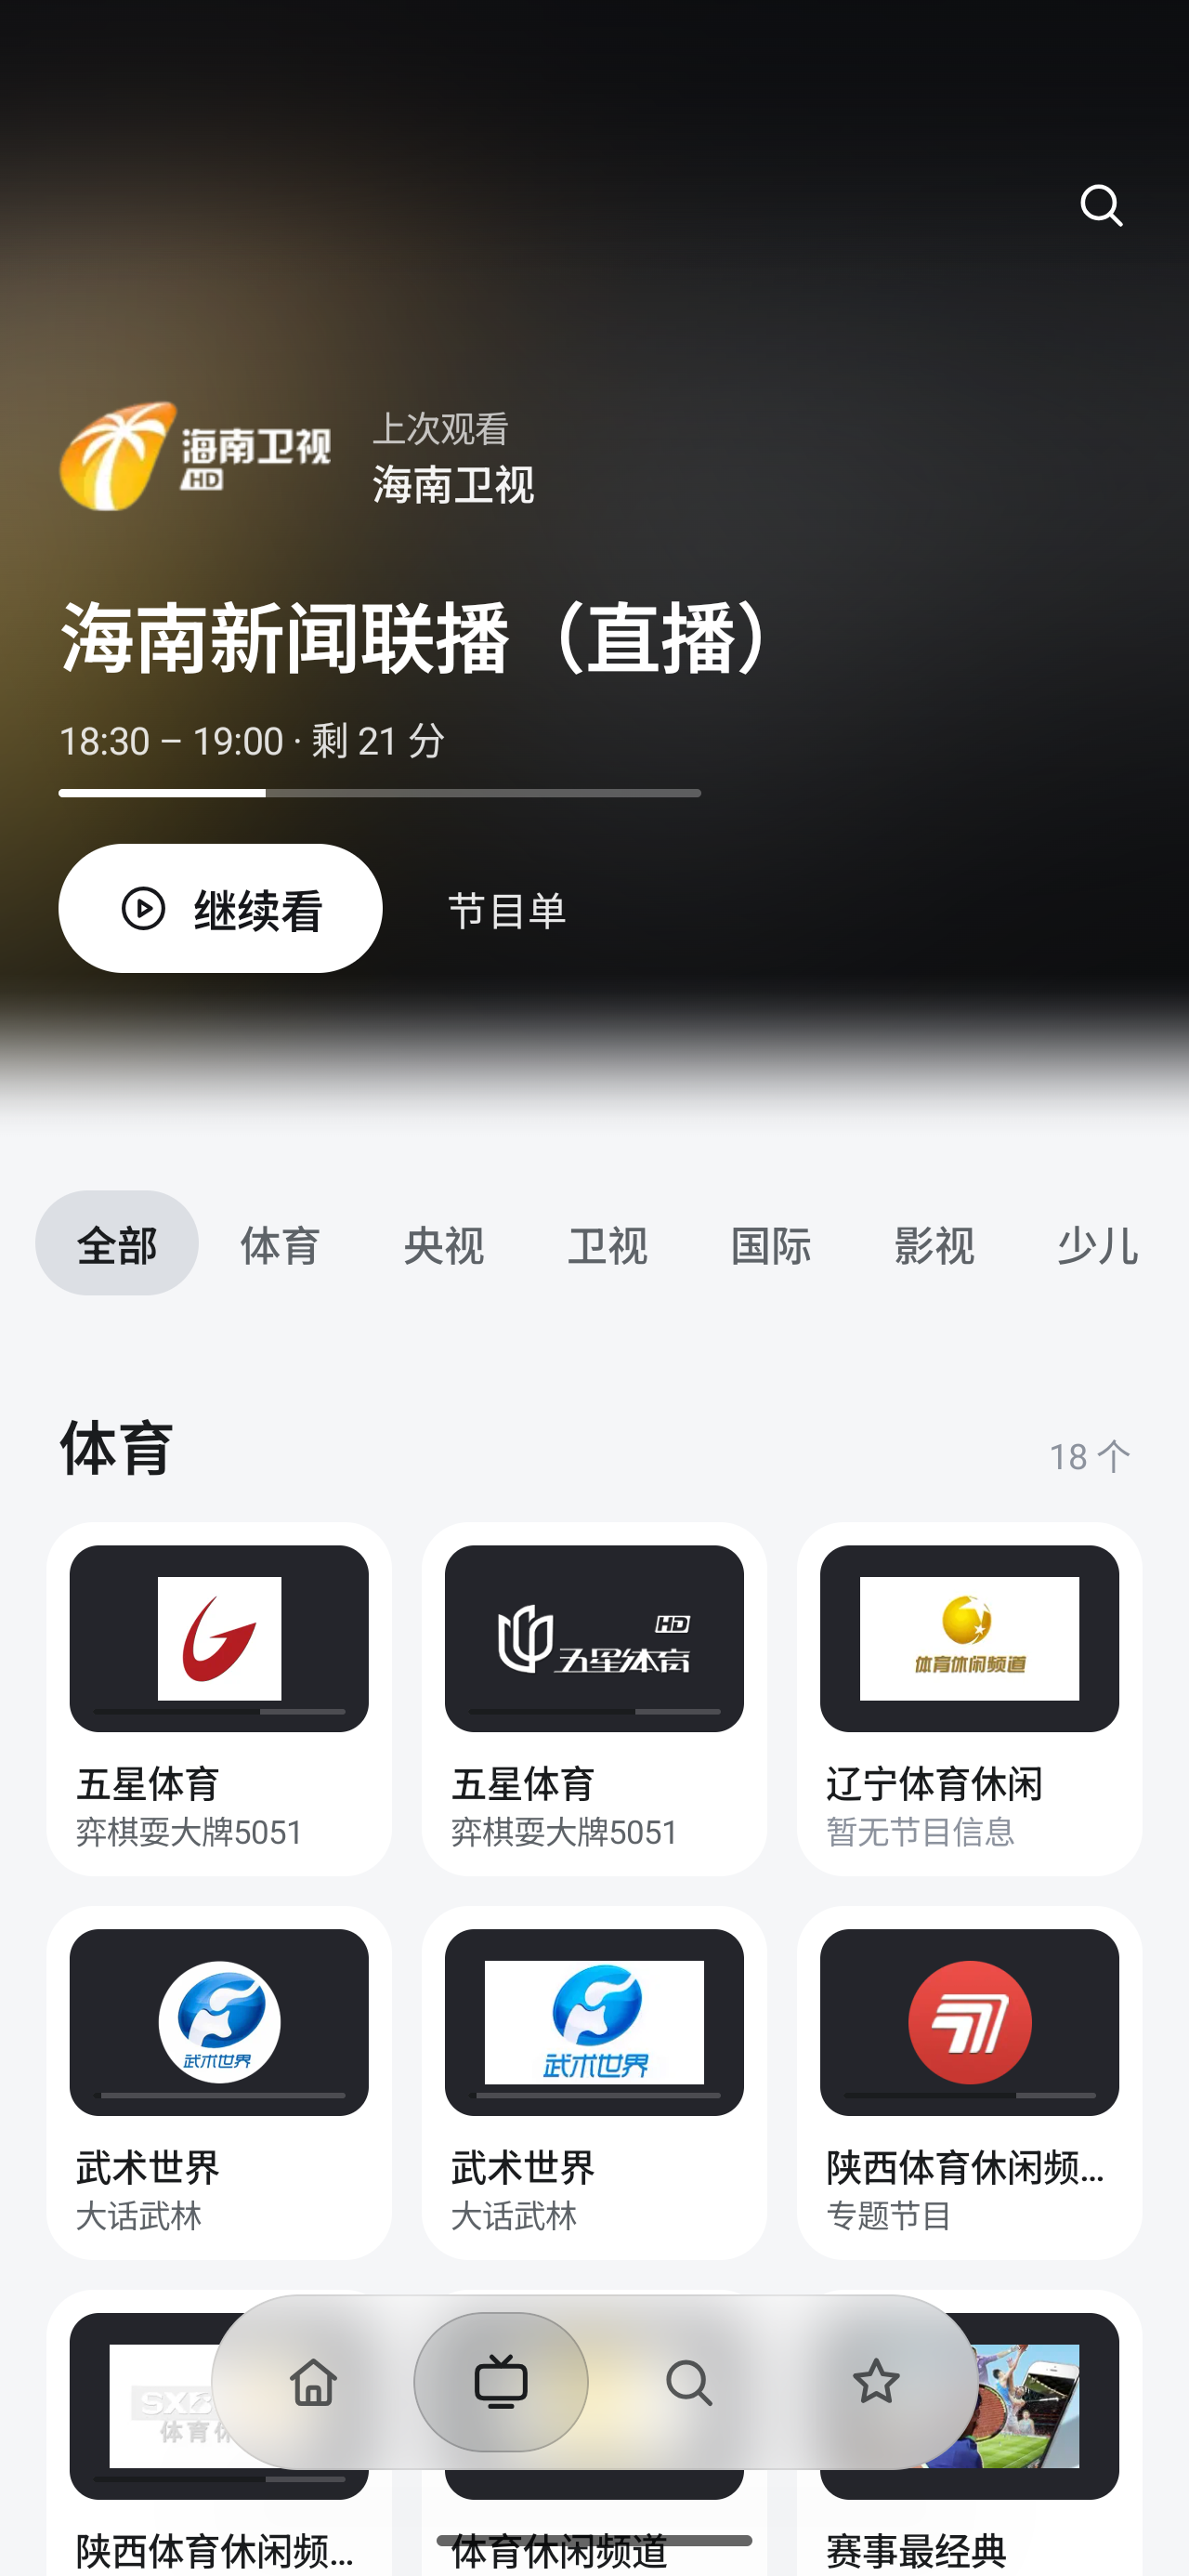 海南卫视
HD
上次观看
海南卫视
海南新闻联播（直播）
18:30 – 19:00 · 剩 21 分
继续看
节目单
全部 体育 央视 卫视 国际 影视 少儿
体育
18 个
HD
五星体育
体育休闲频道
五星体育
弈棋耍大牌5051
五星体育
弈棋耍大牌5051
辽宁体育休闲
暂无节目信息
武术世界
武术世界
武术世界
大话武林
武术世界
大话武林
陕西体育休闲频...
专题节目
体育休
陕西体育休闲频...
体育休闲频道
赛事最经典